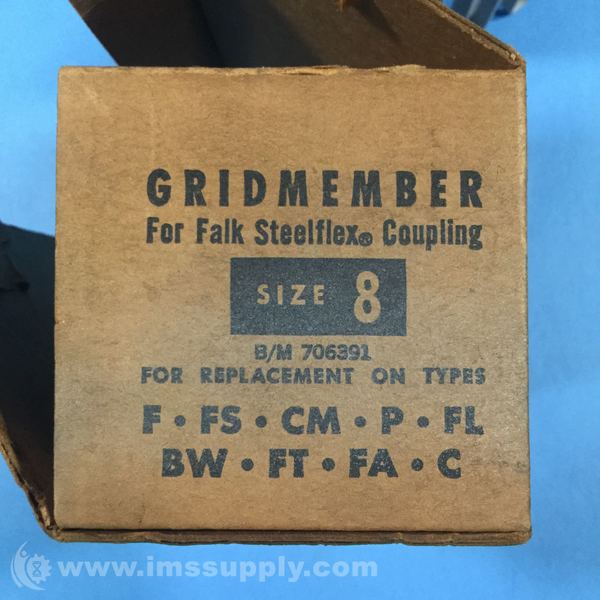 GRIDMEMBER
For Falk Steelflex® Coupling
SIZE 8
B/M 706391
FOR REPLACEMENT ON TYPES
F • FS • CM • P • FL
BW • FT • FA • C
www.imssupply.com